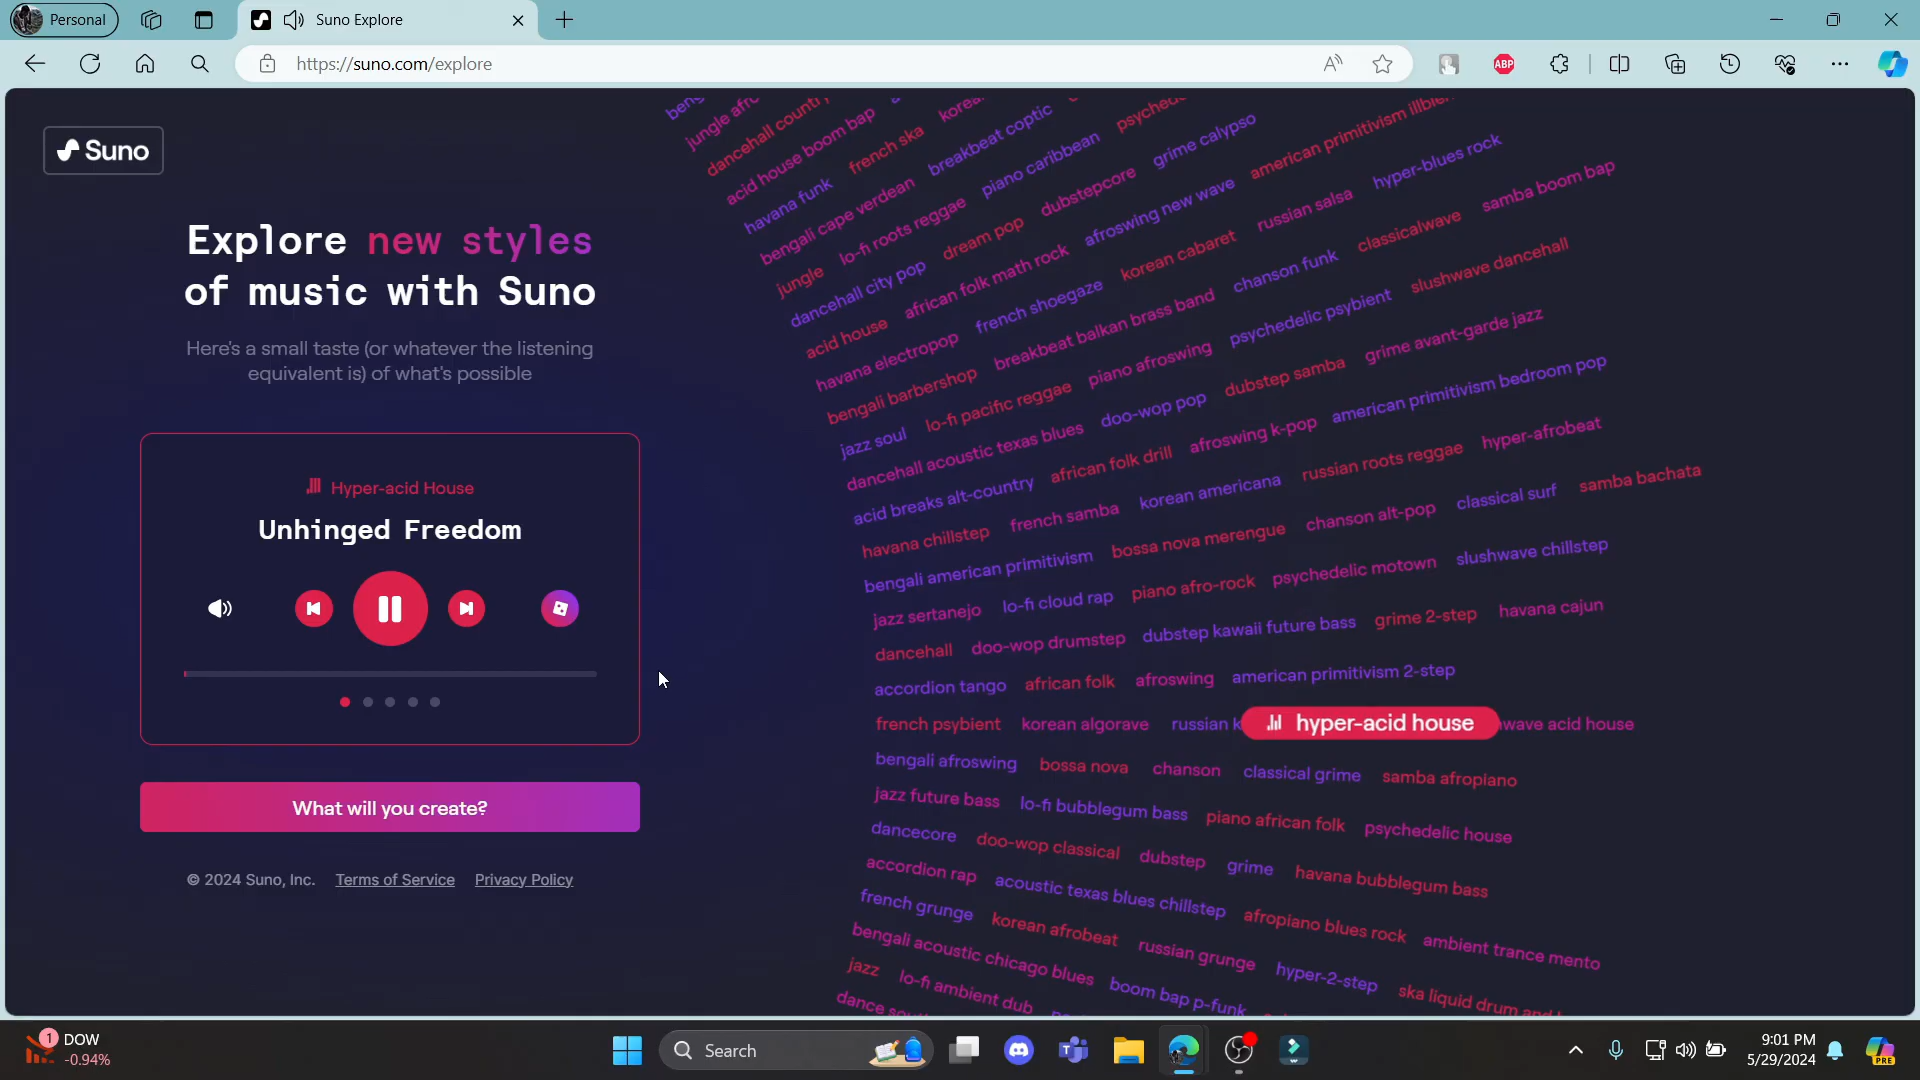 Personal
Suno Explore
https://suno.com/explore
ABP
Suno
Explore new styles
of music with Suno
Here's a small taste (or whatever the listening
equivalent is) of what's possible
Hyper-acid House
Unhinged Freedom
What will you create?
© 2024 Suno, Inc. Terms of Service Privacy Policy
dancehall country
acid house boom bap french ska
havana funk breakbeat coptic
bengali cape verdean piano caribbean grime calypso
jungle lo-fi roots reggae dubstepcore american primitivism
dancehall city pop dream pop afroswing new wave hyper-blues rock
acid house african folk math rock korean cabaret russian salsa samba boom bap
havana electropop french shoegaze chanson funk classicalwave
bengali barbershop breakbeat balkan brass band psychedelic psybient slushwave dancehall
jazz soul lo-fi pacific reggae piano afroswing dubstep samba grime avant-garde jazz
dancehall acoustic texas blues doo-wop pop american primitivism bedroom pop
acid breaks alt-country african folk drill afroswing k-pop russian roots reggae hyper-afrobeat
havana chillstep french samba korean americana chanson alt-pop classical surf samba bachata
bengali american primitivism bossa nova merengue psychedelic motown slushwave chillstep
jazz sertanejo lo-fi cloud rap piano afro-rock grime 2-step havana cajun
dancehall doo-wop drumstep dubstep kawaii future bass
accordion tango african folk afroswing american primitivism 2-step
french psybient korean algorave russian k hyper-acid house wave acid house
bengali afroswing bossa nova chanson classical grime samba afropiano
jazz future bass lo-fi bubblegum bass piano african folk psychedelic house
dancecore doo-wop classical dubstep grime havana bubblegum bass
accordion rap acoustic texas blues chillstep afropiano blues rock ambient trance mento
french grunge korean afrobeat russian grunge hyper-2-step ska liquid drum and
bengali acoustic chicago blues boom bap p-funk
jazz lo-fi ambient dub
1 DOW
-0.94%
Search
9:01 PM
5/29/2024
PRE